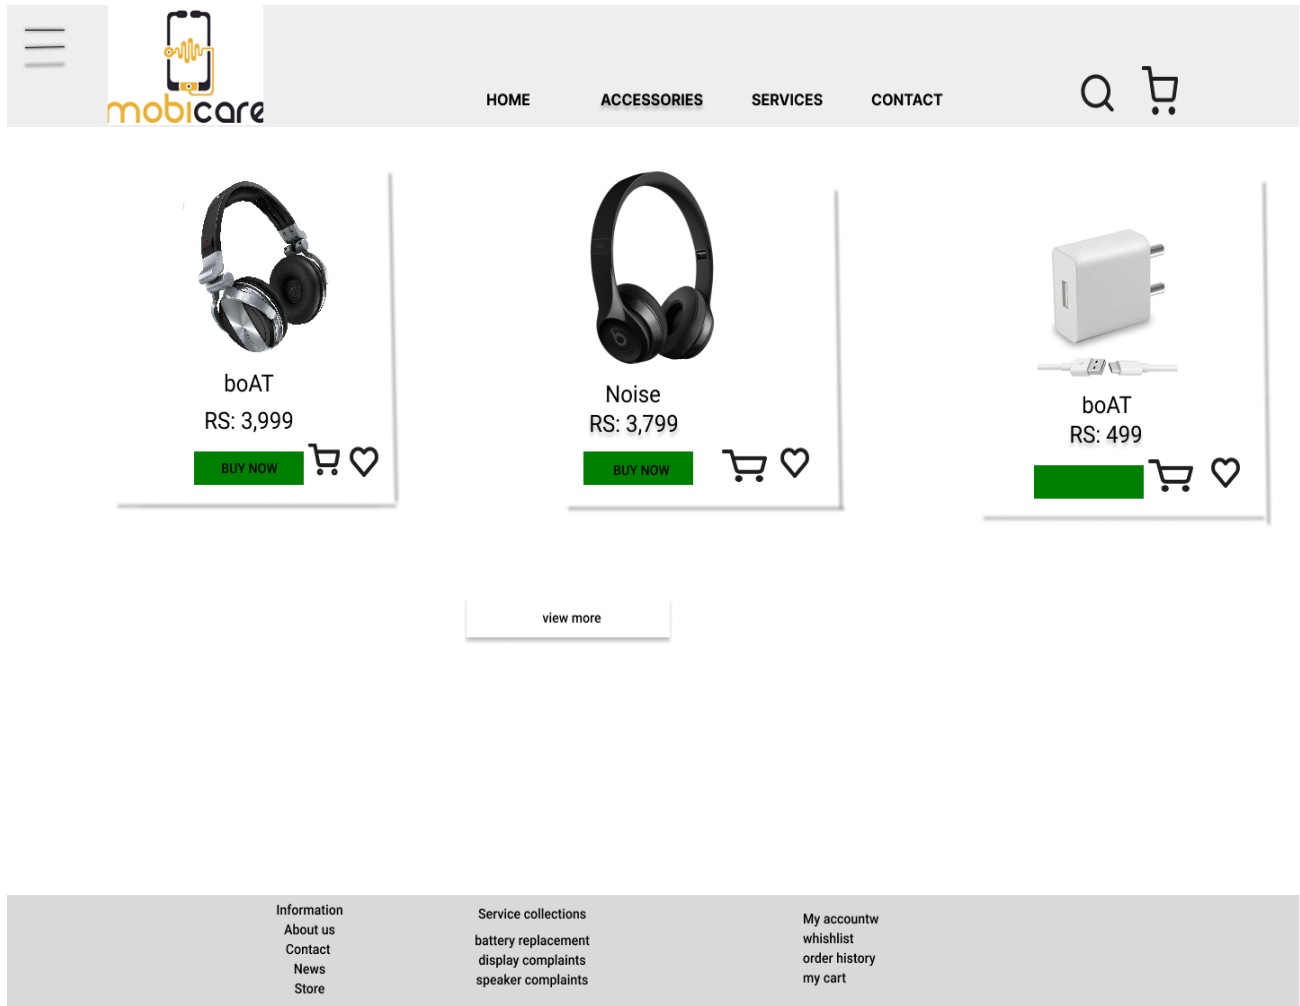 mobicare
HOME
ACCESSORIES
SERVICES
CONTACT
boAT
RS: 3,999
BUY NOW
Noise
RS: 3,799
BUY NOW
boAT
RS: 499
view more
Information
About us
Contact
News
Store
Service collections
battery replacement
display complaints
speaker complaints
My accountw
whishlist
order history
my cart